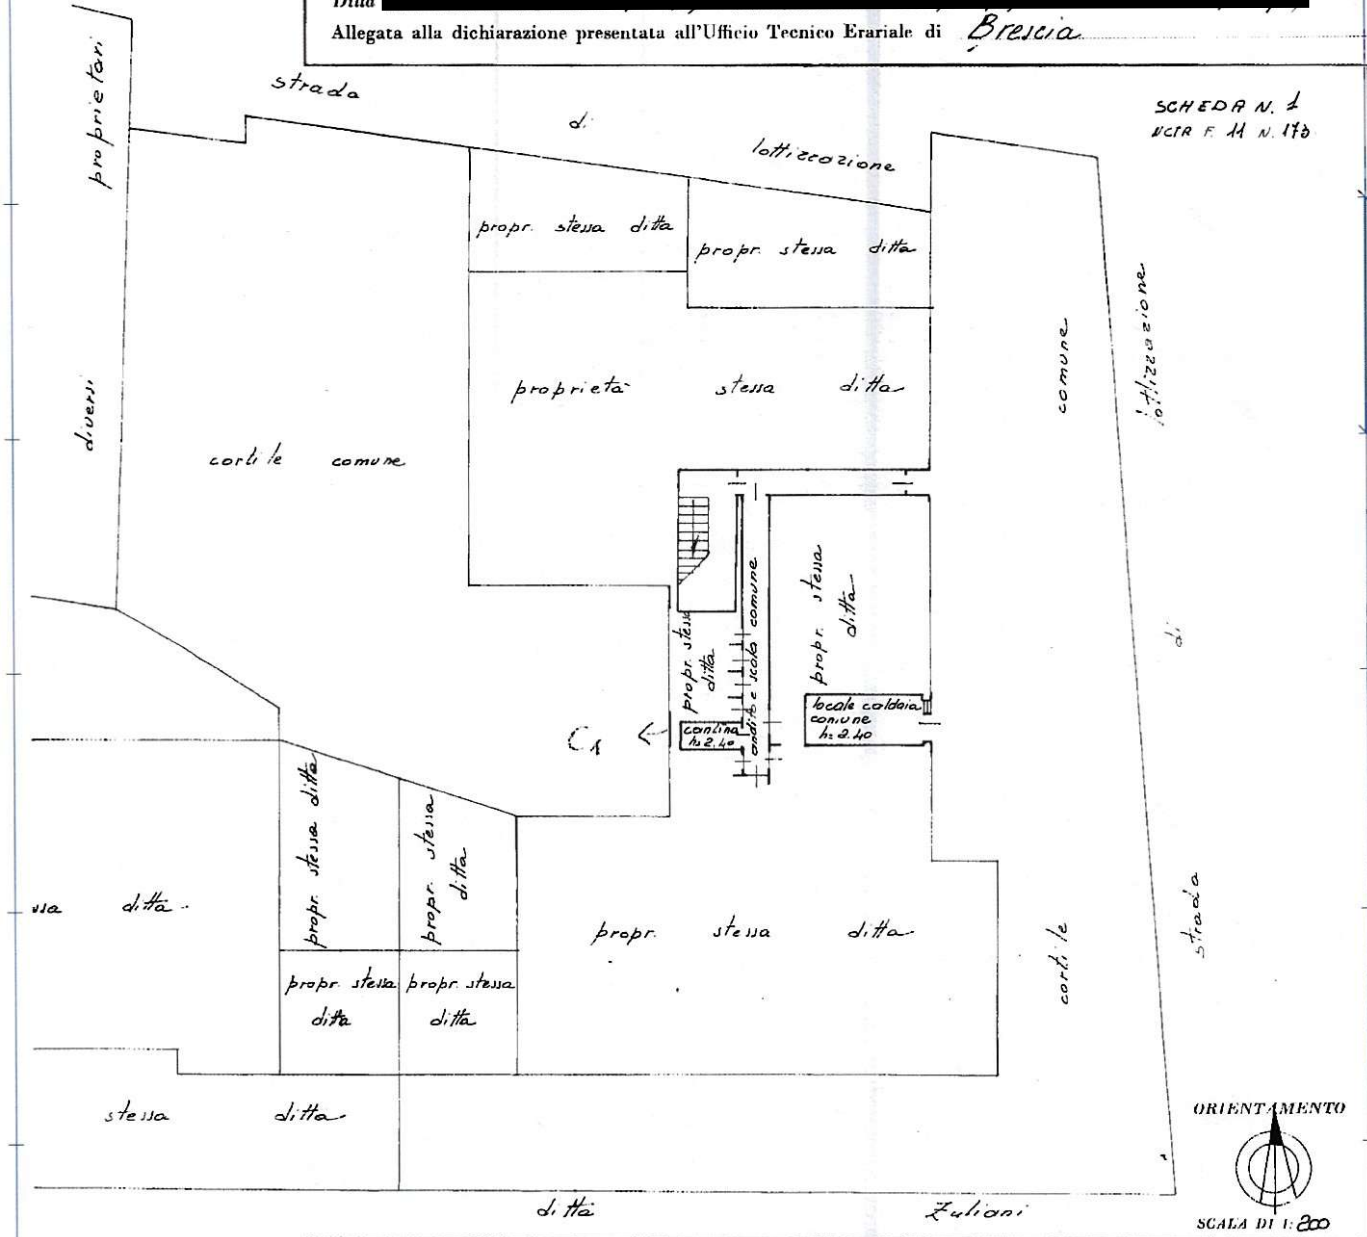 Ditta
Allegata alla dichiarazione presentata all'Ufficio Tecnico Erariale di Brescia
SCHEDA N. 1
NCTR F. 11 N. 173
strada di lottizzazione
proprietari diversi
propr. stessa ditta
propr. stessa ditta
proprietà stessa ditta
cortile comune
comune
lottizzazione
di
strada
cortile
propr. stessa
ditta
andito e scala comune
propr. stessa
ditta
locale caldaia
comune
h= 2.40
cantina
h= 2.40
C1
propr. stessa ditta
propr. stessa
ditta
ssa ditta
propr. stessa ditta
propr. stessa
ditta
propr. stessa
ditta
stessa ditta
ditta Zuliani
ORIENTAMENTO
SCALA DI 1: 200